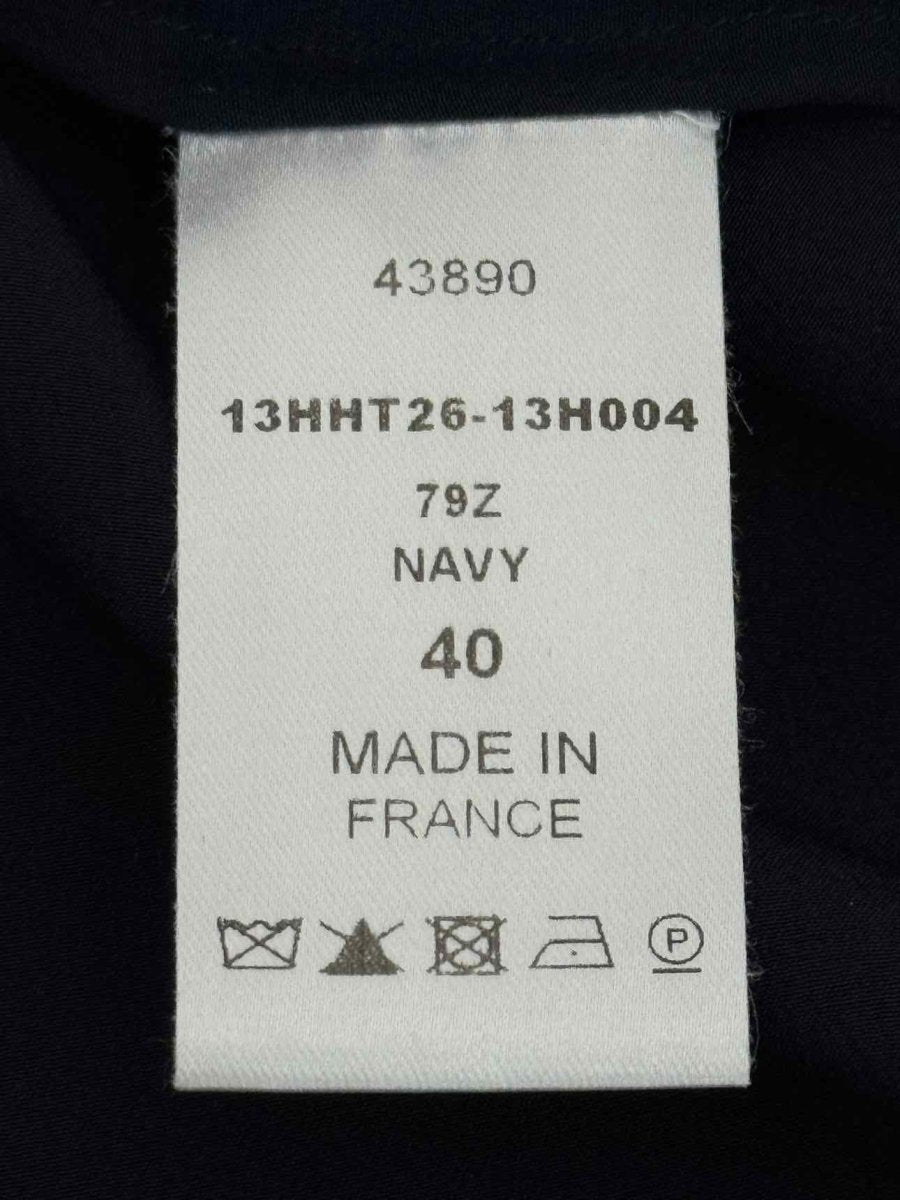 43890
13HHT26-13H004
79Z
NAVY
40
MADE IN
FRANCE
P